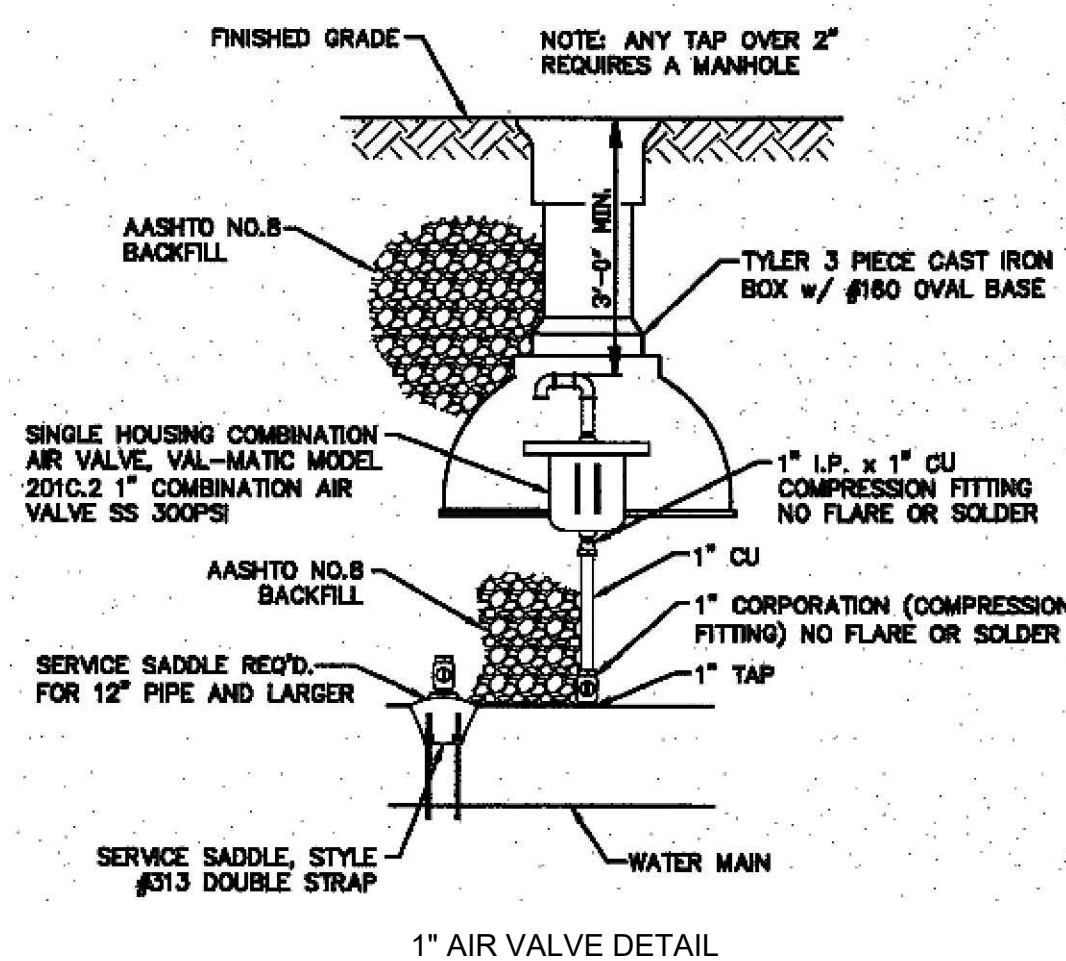 FINISHED GRADE
NOTE: ANY TAP OVER 2"
REQUIRES A MANHOLE
AASHTO NO.8
BACKFILL
3'-0" MIN.
TYLER 3 PIECE CAST IRON
BOX w/ #160 OVAL BASE
SINGLE HOUSING COMBINATION
AIR VALVE, VAL-MATIC MODEL
201C.2 1" COMBINATION AIR
VALVE SS 300PSI
1" I.P. x 1" CU
COMPRESSION FITTING
NO FLARE OR SOLDER
AASHTO NO.8
BACKFILL
1" CU
1" CORPORATION (COMPRESSION
FITTING) NO FLARE OR SOLDER
SERVICE SADDLE REQ'D.
FOR 12" PIPE AND LARGER
1" TAP
SERVICE SADDLE, STYLE
#313 DOUBLE STRAP
WATER MAIN
1" AIR VALVE DETAIL